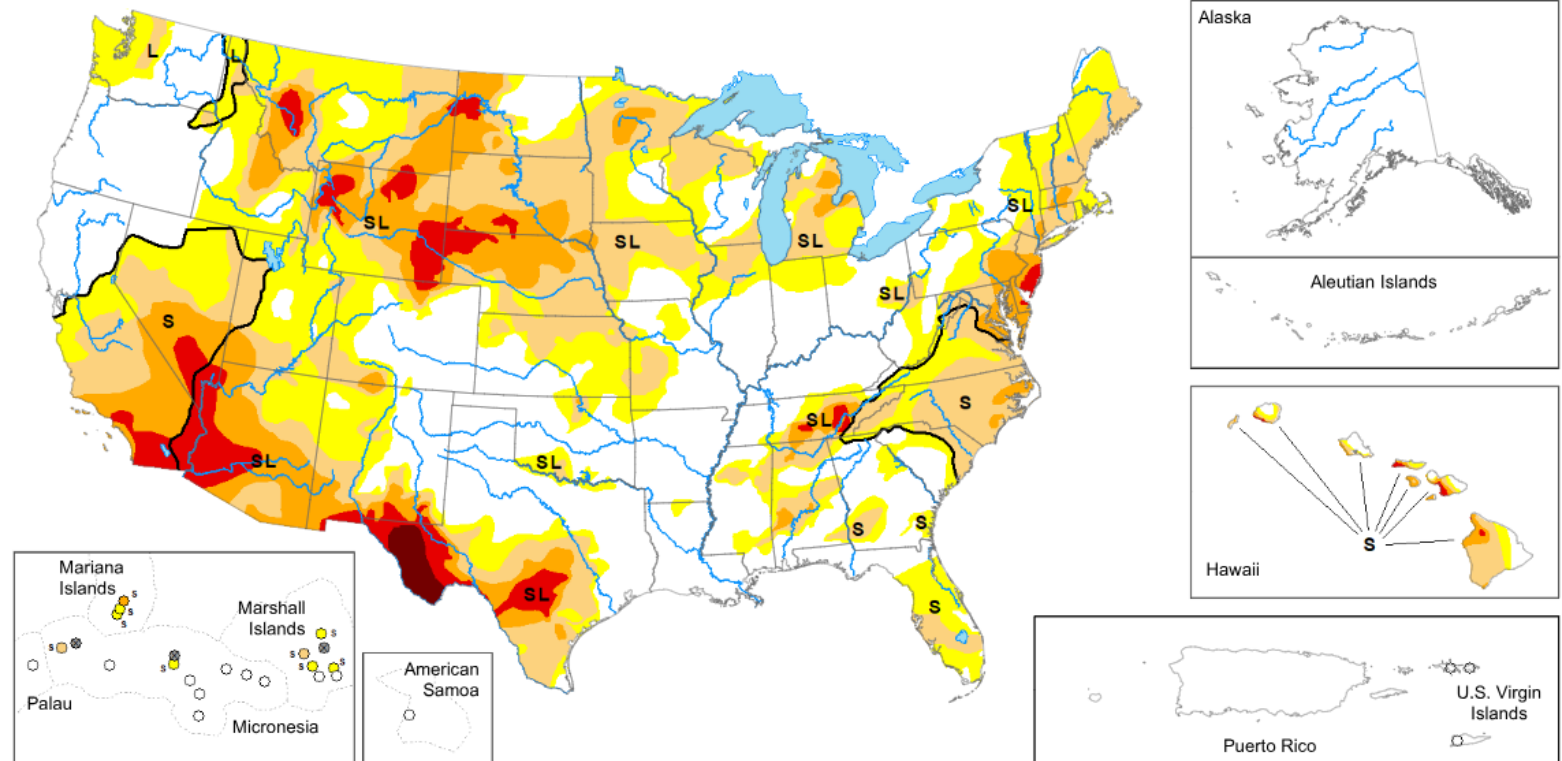 Alaska
Aleutian Islands
L
L
SL
SL
SL
SL
SL
S
SL
S
SL
SL
S
S
S
SL
S
Hawaii
Mariana
Islands
S
S
Marshall
Islands
S
S
S
S
S
Palau
Micronesia
American
Samoa
U.S. Virgin
Islands
Puerto Rico